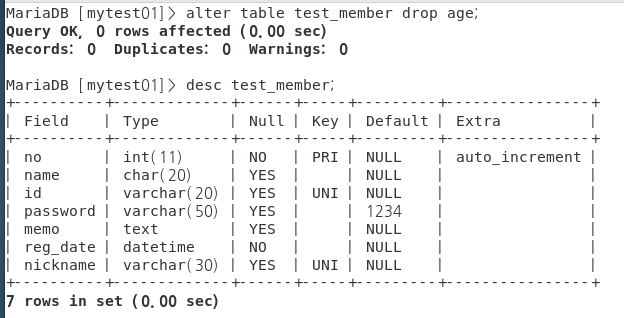 MariaDB [mytest01]> alter table test_member drop age;
Query OK, 0 rows affected (0.00 sec)
Records: 0  Duplicates: 0  Warnings: 0

MariaDB [mytest01]> desc test_member;
+----------+-------------+------+-----+---------+----------------+
| Field    | Type        | Null | Key | Default | Extra          |
+----------+-------------+------+-----+---------+----------------+
| no       | int(11)     | NO   | PRI | NULL    | auto_increment |
| name     | char(20)    | YES  |     | NULL    |                |
| id       | varchar(20) | YES  | UNI | NULL    |                |
| password | varchar(50) | YES  |     | 1234    |                |
| memo     | text        | YES  |     | NULL    |                |
| reg_date | datetime    | NO   |     | NULL    |                |
| nickname | varchar(30) | YES  | UNI | NULL    |                |
+----------+-------------+------+-----+---------+----------------+
7 rows in set (0.00 sec)